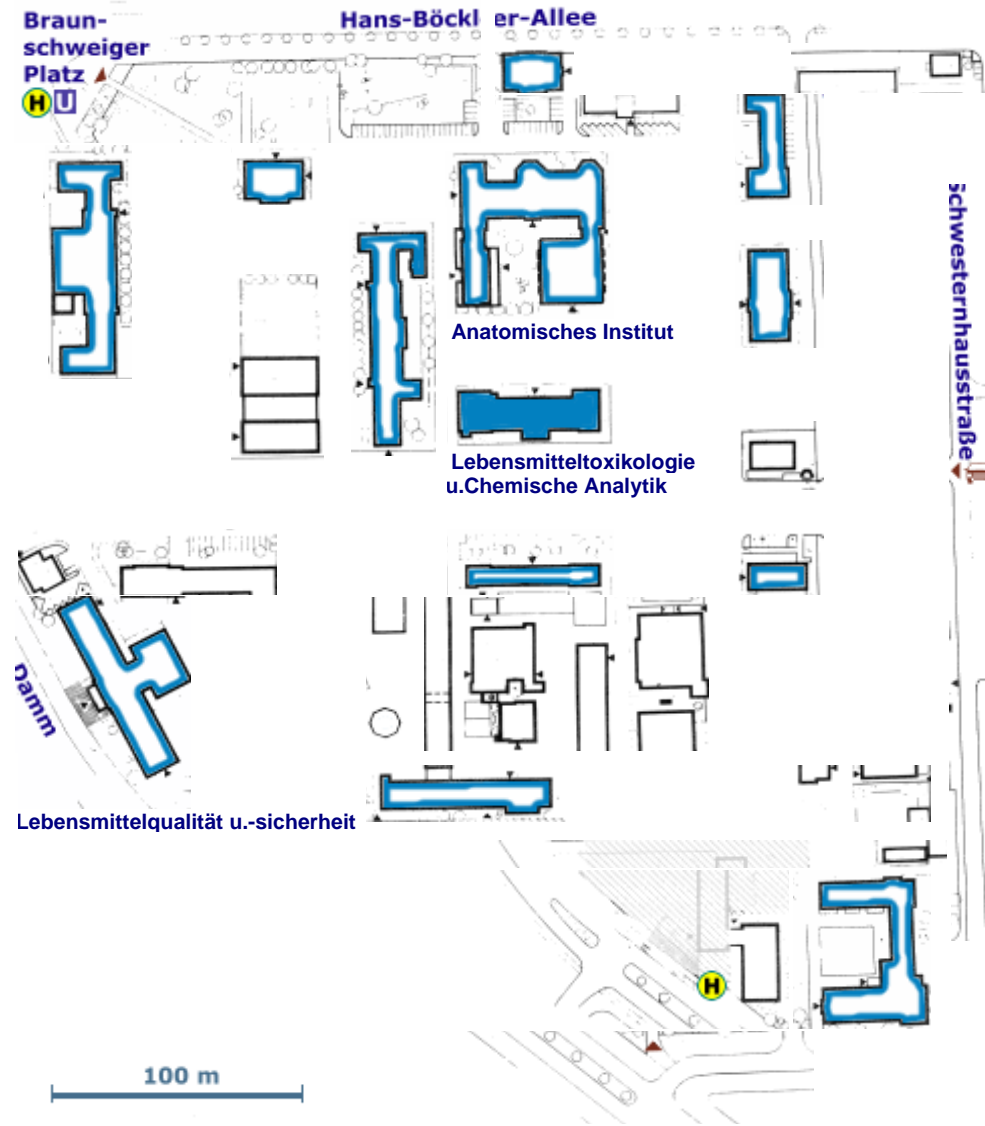 Braun-
schweiger
Platz
H U
Hans-Böckl er-Allee
Schwesternhausstraße
Anatomisches Institut
Lebensmitteltoxikologie
u.Chemische Analytik
Damm
Lebensmittelqualität u.-sicherheit
H
100 m